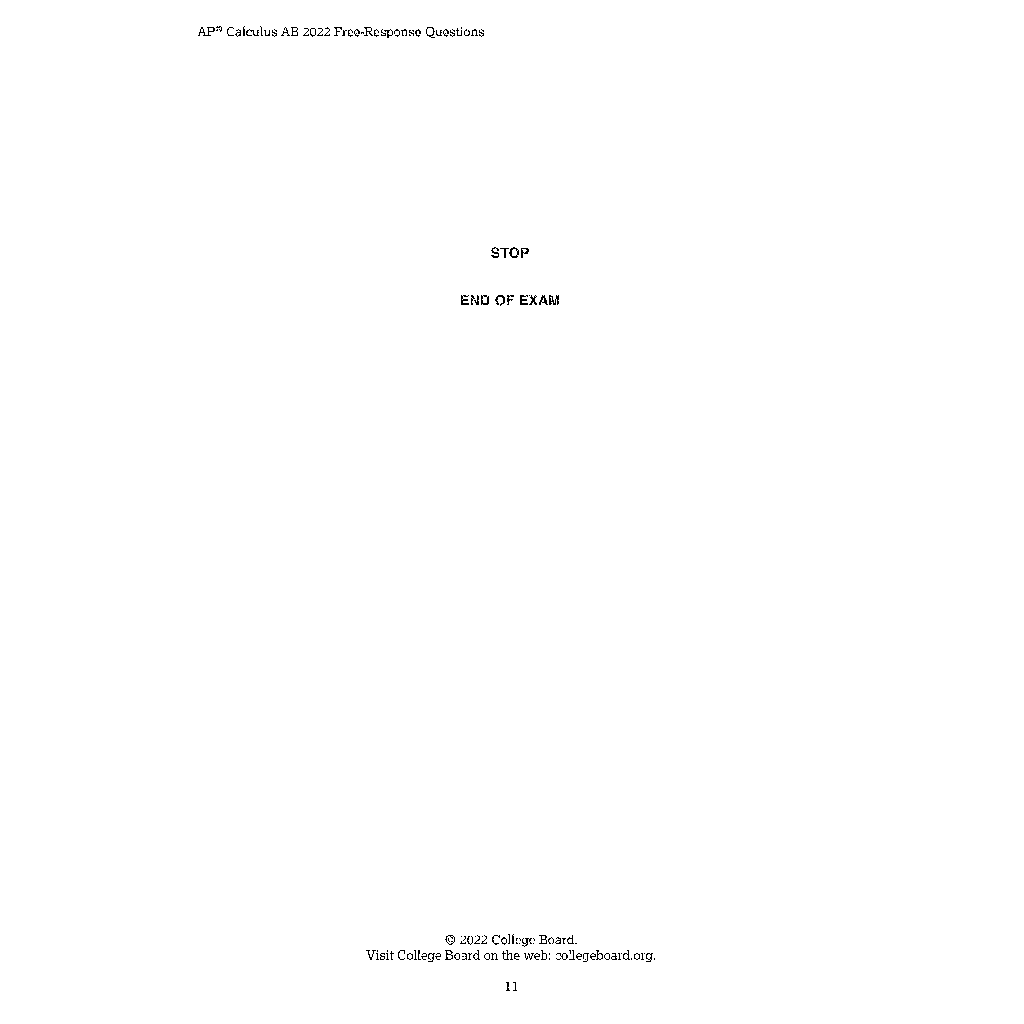 AP® Calculus AB 2022 Free-Response Questions
STOP
END OF EXAM
© 2022 College Board.
Visit College Board on the web: collegeboard.org.
11